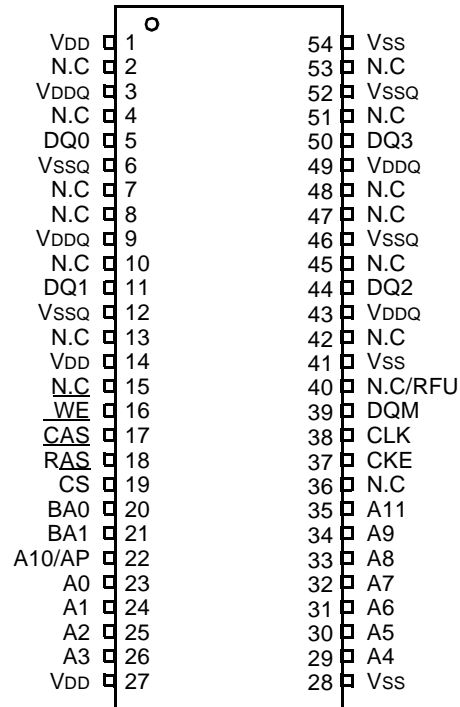 VDD 1 54 VSS
N.C 2 53 N.C
VDDQ 3 52 VSSQ
N.C 4 51 N.C
DQ0 5 50 DQ3
VSSQ 6 49 VDDQ
N.C 7 48 N.C
N.C 8 47 N.C
VDDQ 9 46 VSSQ
N.C 10 45 N.C
DQ1 11 44 DQ2
VSSQ 12 43 VDDQ
N.C 13 42 N.C
VDD 14 41 VSS
N.C 15 40 N.C/RFU
WE 16 39 DQM
CAS 17 38 CLK
RAS 18 37 CKE
CS 19 36 N.C
BA0 20 35 A11
BA1 21 34 A9
A10/AP 22 33 A8
A0 23 32 A7
A1 24 31 A6
A2 25 30 A5
A3 26 29 A4
VDD 27 28 VSS